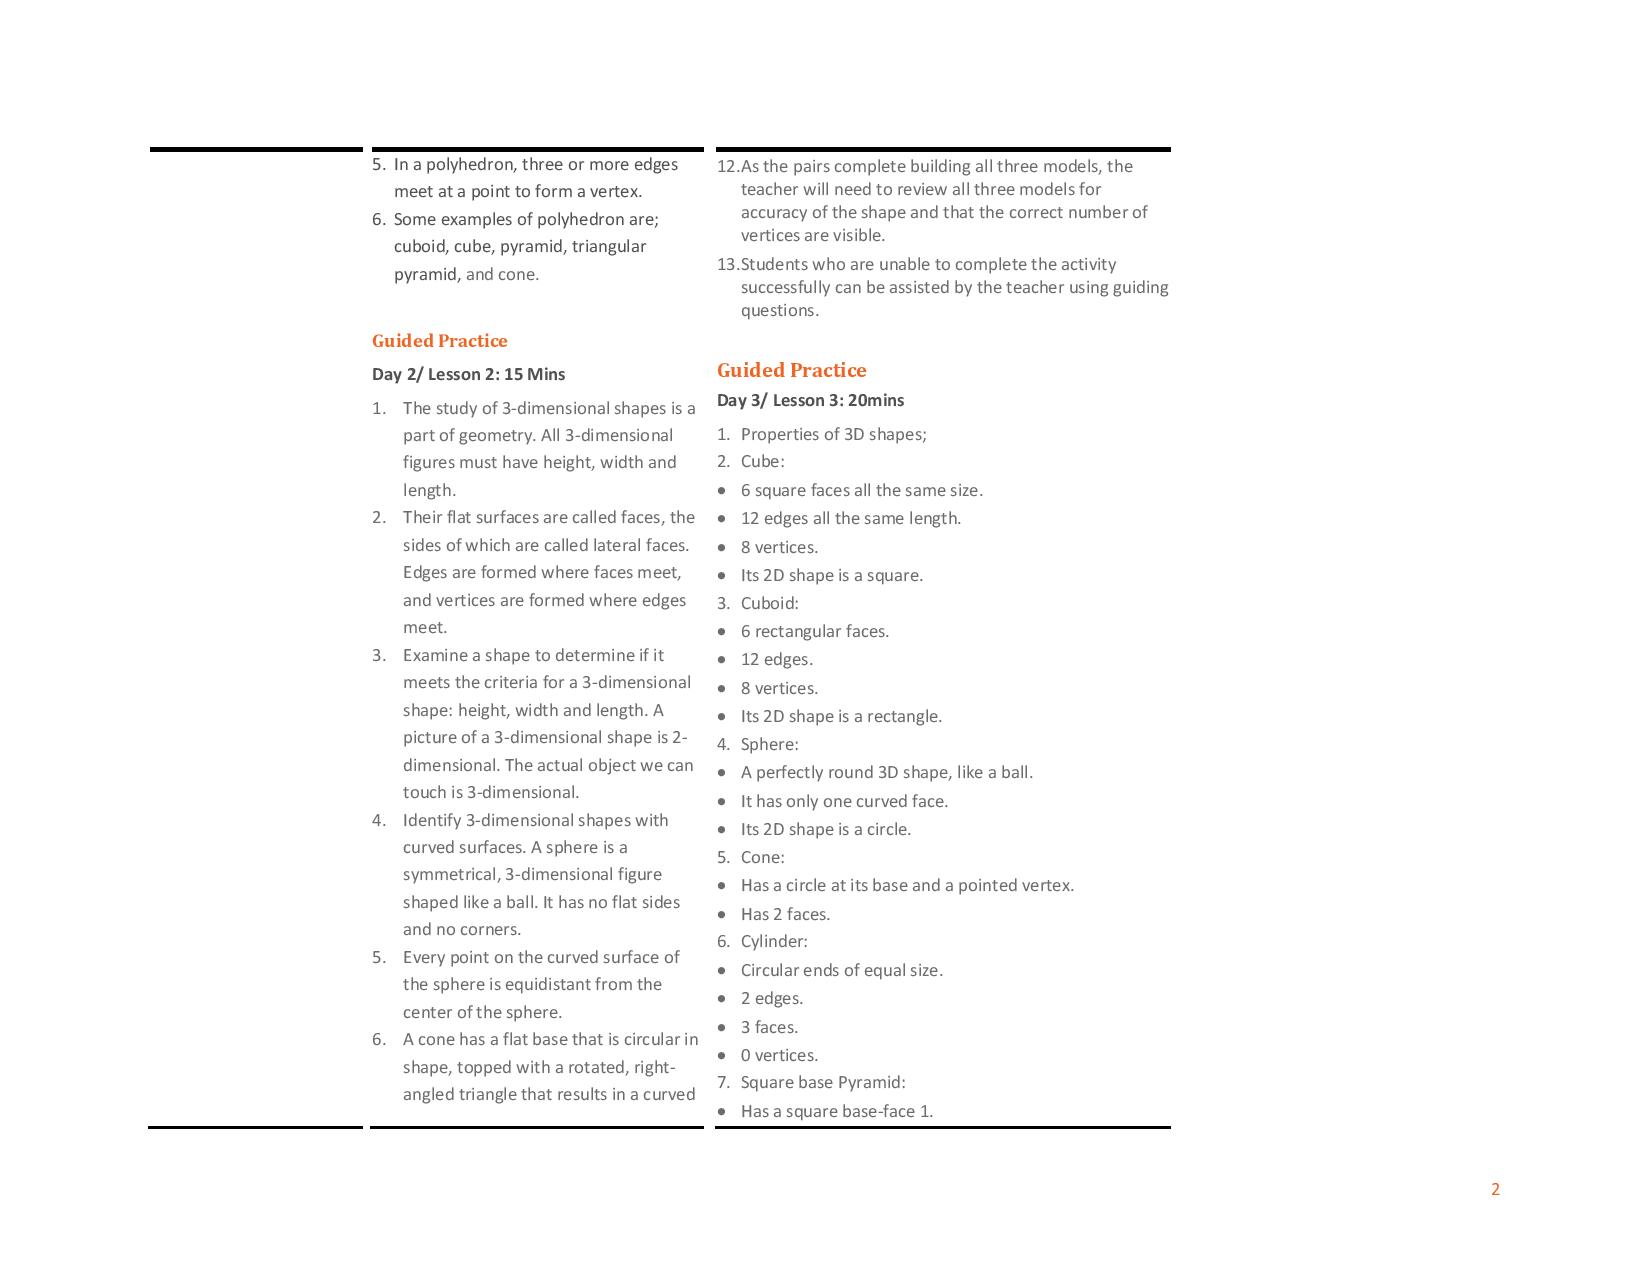 5. In a polyhedron, three or more edges
meet at a point to form a vertex.
6. Some examples of polyhedron are;
cuboid, cube, pyramid, triangular
pyramid, and cone.
Guided Practice
Day 2/ Lesson 2: 15 Mins
1. The study of 3-dimensional shapes is a
part of geometry. All 3-dimensional
figures must have height, width and
length.
2. Their flat surfaces are called faces, the
sides of which are called lateral faces.
Edges are formed where faces meet,
and vertices are formed where edges
meet.
3. Examine a shape to determine if it
meets the criteria for a 3-dimensional
shape: height, width and length. A
picture of a 3-dimensional shape is 2-
dimensional. The actual object we can
touch is 3-dimensional.
4. Identify 3-dimensional shapes with
curved surfaces. A sphere is a
symmetrical, 3-dimensional figure
shaped like a ball. It has no flat sides
and no corners.
5. Every point on the curved surface of
the sphere is equidistant from the
center of the sphere.
6. A cone has a flat base that is circular in
shape, topped with a rotated, right-
angled triangle that results in a curved
12.As the pairs complete building all three models, the
teacher will need to review all three models for
accuracy of the shape and that the correct number of
vertices are visible.
13.Students who are unable to complete the activity
successfully can be assisted by the teacher using guiding
questions.
Guided Practice
Day 3/ Lesson 3: 20mins
1. Properties of 3D shapes;
2. Cube:
• 6 square faces all the same size.
• 12 edges all the same length.
• 8 vertices.
• Its 2D shape is a square.
3. Cuboid:
• 6 rectangular faces.
• 12 edges.
• 8 vertices.
• Its 2D shape is a rectangle.
4. Sphere:
• A perfectly round 3D shape, like a ball.
• It has only one curved face.
• Its 2D shape is a circle.
5. Cone:
• Has a circle at its base and a pointed vertex.
• Has 2 faces.
6. Cylinder:
• Circular ends of equal size.
• 2 edges.
• 3 faces.
• 0 vertices.
7. Square base Pyramid:
• Has a square base-face 1.
2